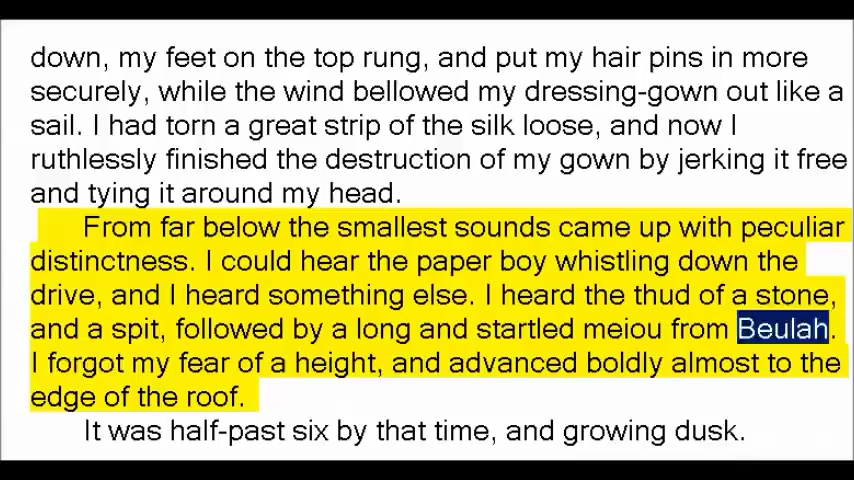 down, my feet on the top rung, and put my hair pins in more
securely, while the wind bellowed my dressing-gown out like a
sail. I had torn a great strip of the silk loose, and now I
ruthlessly finished the destruction of my gown by jerking it free
and tying it around my head.
From far below the smallest sounds came up with peculiar
distinctness. I could hear the paper boy whistling down the
drive, and I heard something else. I heard the thud of a stone,
and a spit, followed by a long and startled meiou from Beulah.
I forgot my fear of a height, and advanced boldly almost to the
edge of the roof.
It was half-past six by that time, and growing dusk.